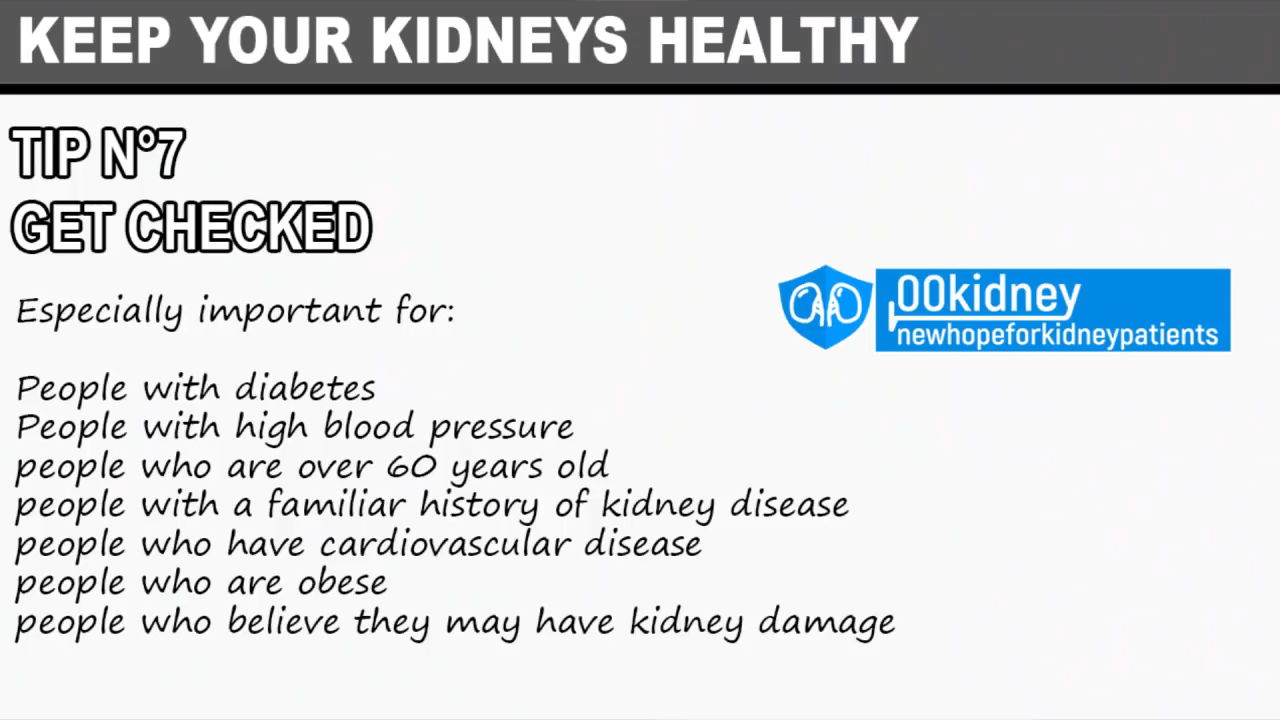 KEEP YOUR KIDNEYS HEALTHY
TIP N°7
GET CHECKED
Especially important for:
People with diabetes
People with high blood pressure
people who are over 60 years old
people with a familiar history of kidney disease
people who have cardiovascular disease
people who are obese
people who believe they may have kidney damage
00kidney
newhopeforkidneypatients